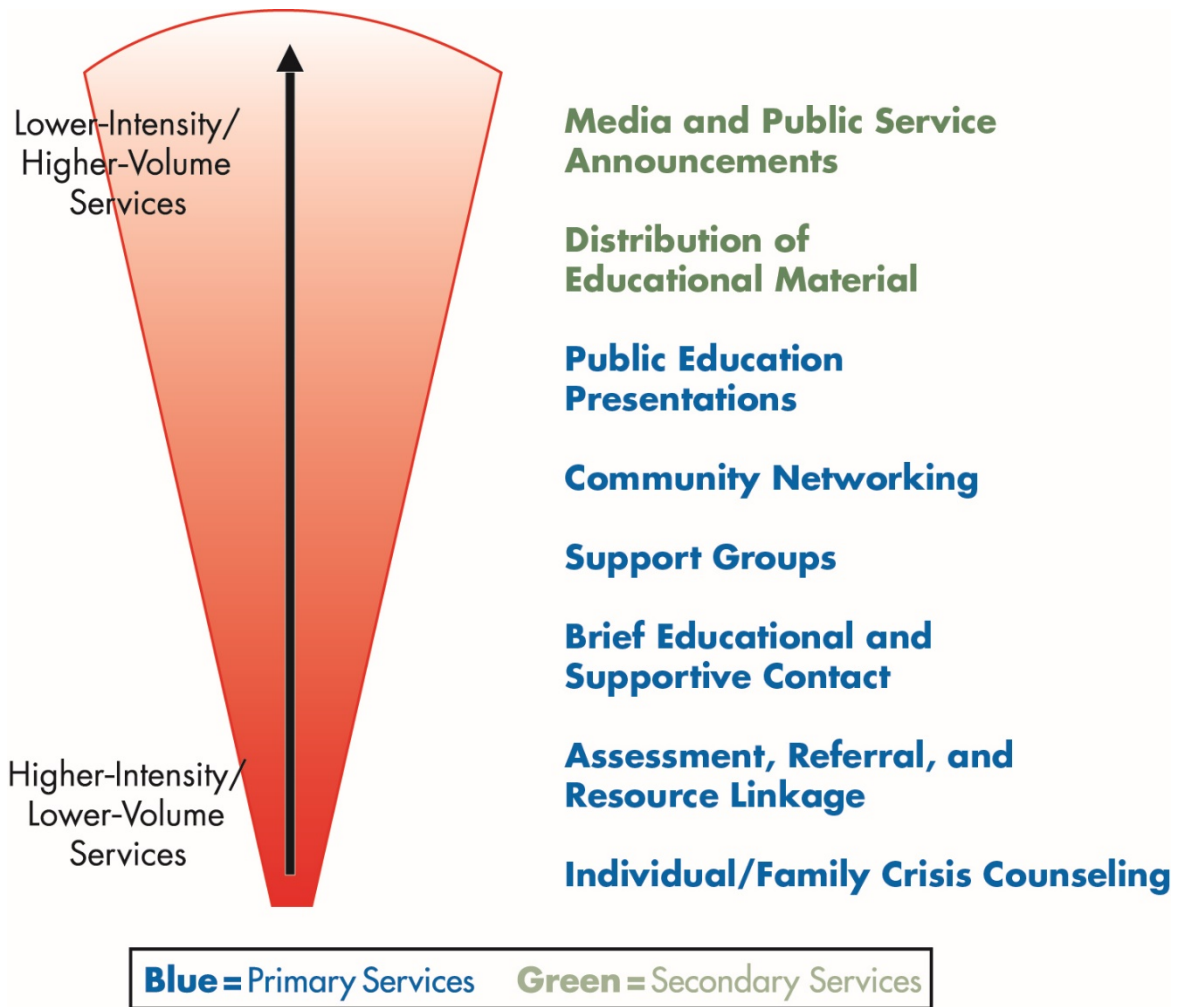 Lower-Intensity/
Higher-Volume
Services
Media and Public Service
Announcements
Distribution of
Educational Material
Public Education
Presentations
Community Networking
Support Groups
Brief Educational and
Supportive Contact
Higher-Intensity/
Lower-Volume
Services
Assessment, Referral, and
Resource Linkage
Individual/Family Crisis Counseling
Blue = Primary Services Green = Secondary Services